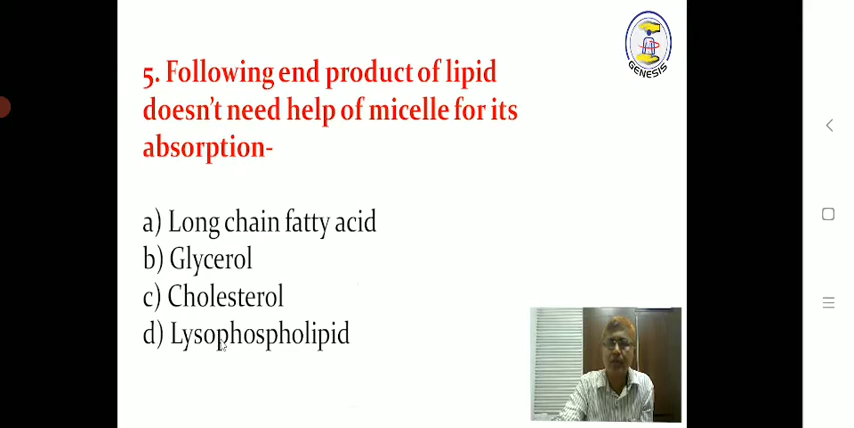 GENESIS
5. Following end product of lipid
doesn't need help of micelle for its
absorption-
a) Long chain fatty acid
b) Glycerol
c) Cholesterol
d) Lysophospholipid